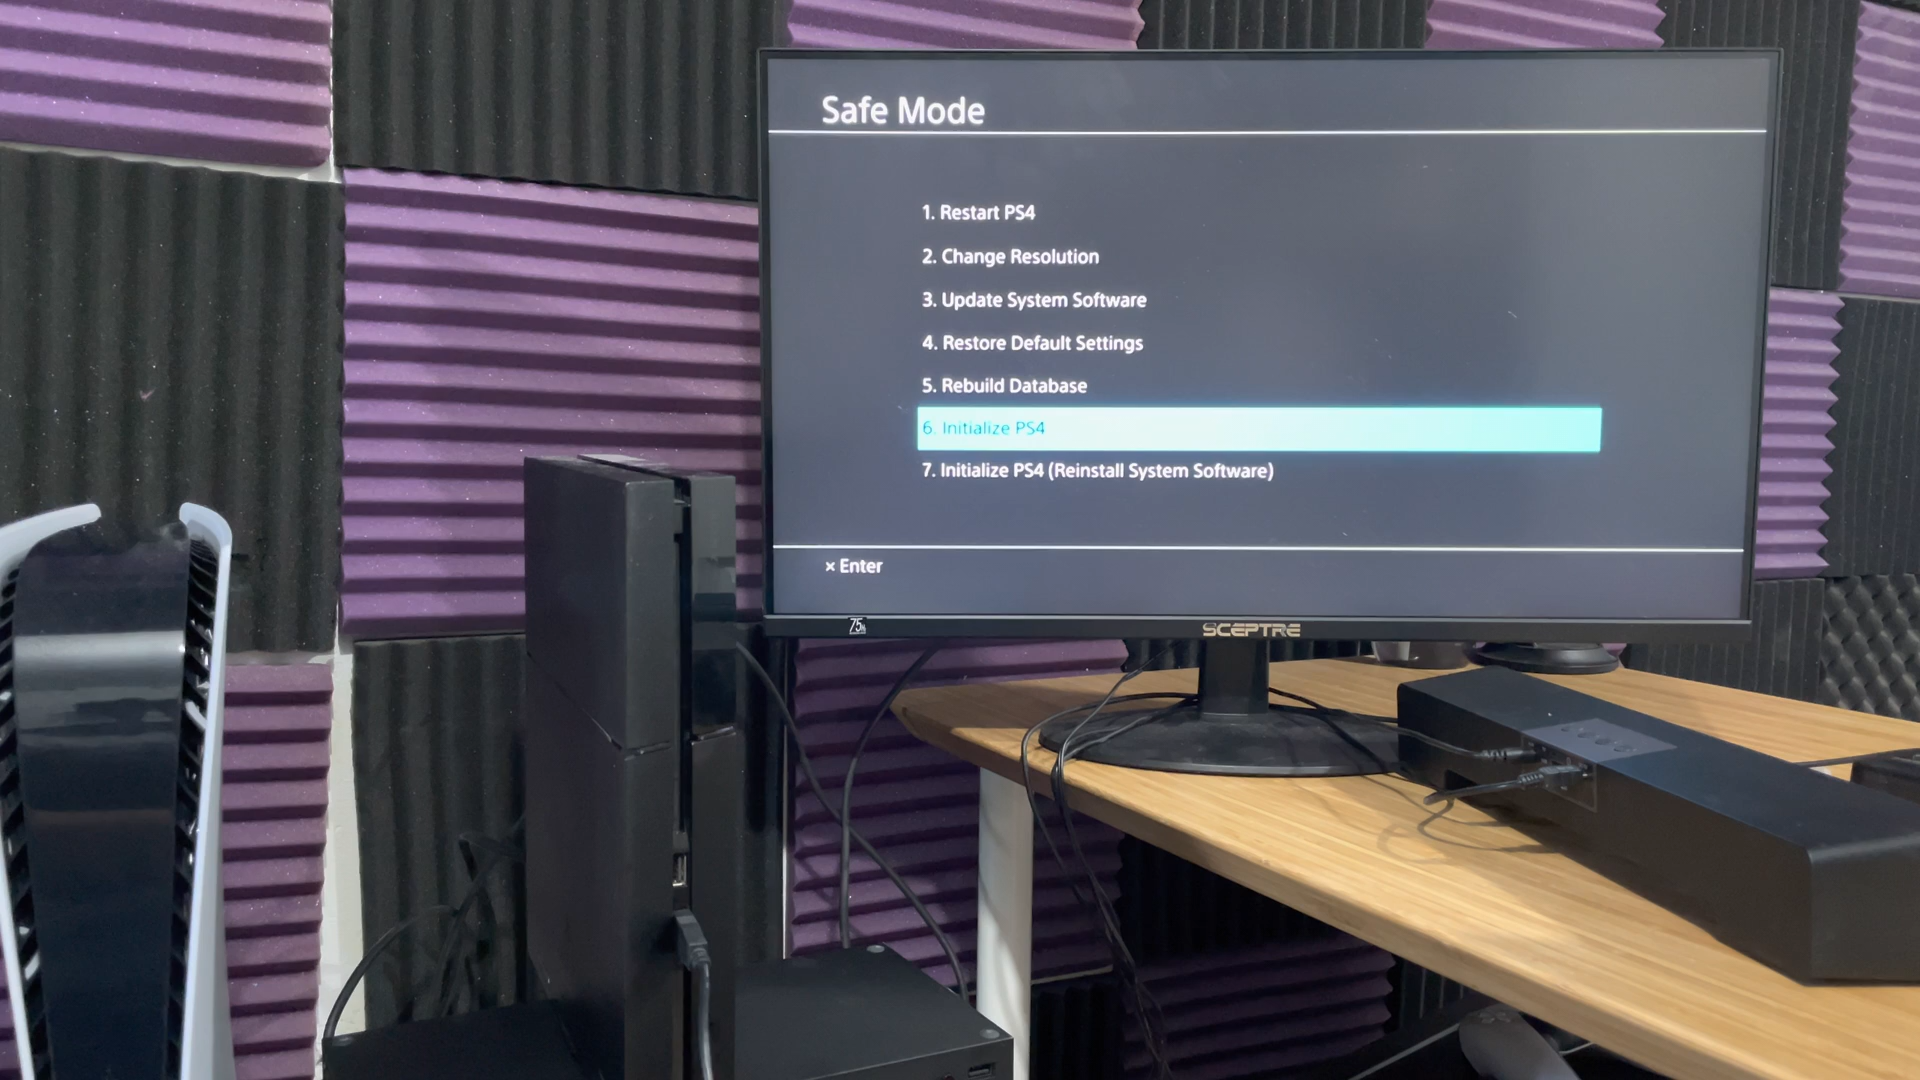 Safe Mode
1. Restart PS4
2. Change Resolution
3. Update System Software
4. Restore Default Settings
5. Rebuild Database
6. Initialize PS4
7. Initialize PS4 (Reinstall System Software)
× Enter
75
SCEPTRE